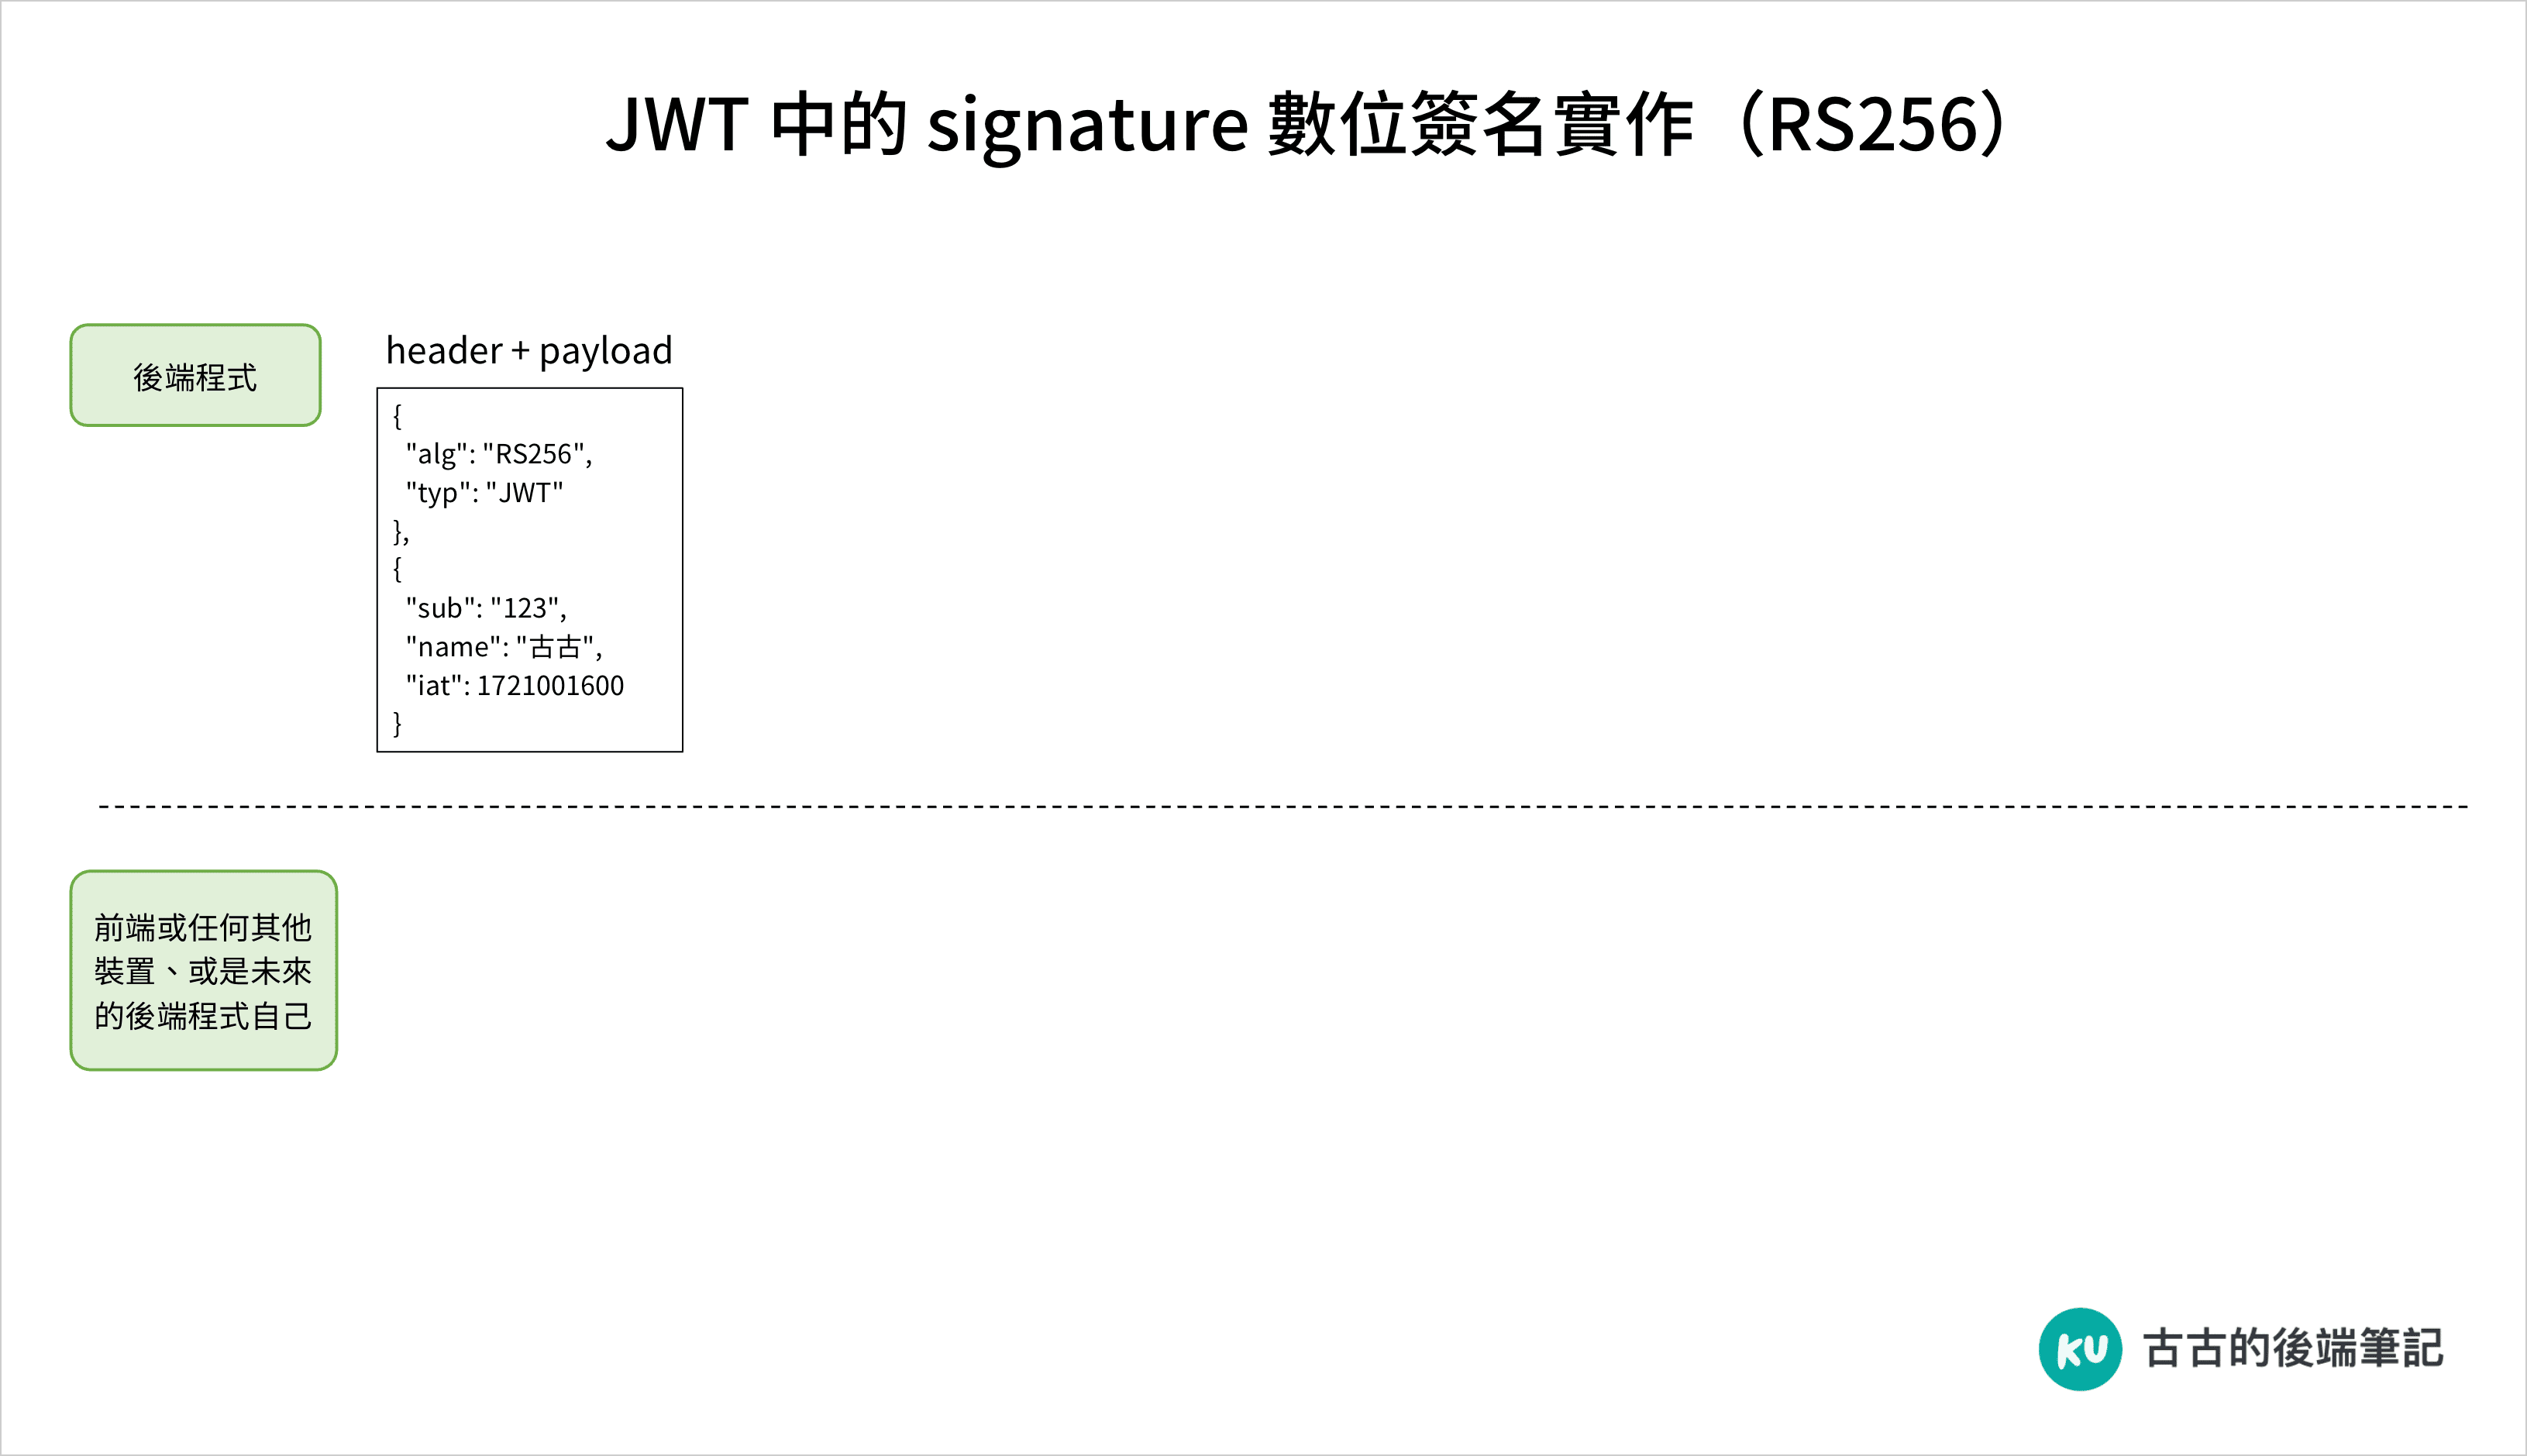 JWT 中的 signature 數位簽名實作（RS256）
後端程式
header + payload
{
"alg": "RS256",
"typ": "JWT"
},
{
"sub": "123",
"name": "古古",
"iat": 1721001600
}
前端或任何其他
裝置、或是未來
的後端程式自己
KU
古古的後端筆記